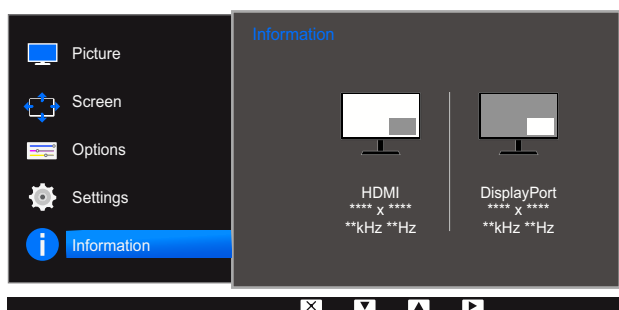 Information
Picture
Screen
Options
Settings
Information
HDMI
**** x ****
**kHz **Hz
DisplayPort
**** x ****
**kHz **Hz